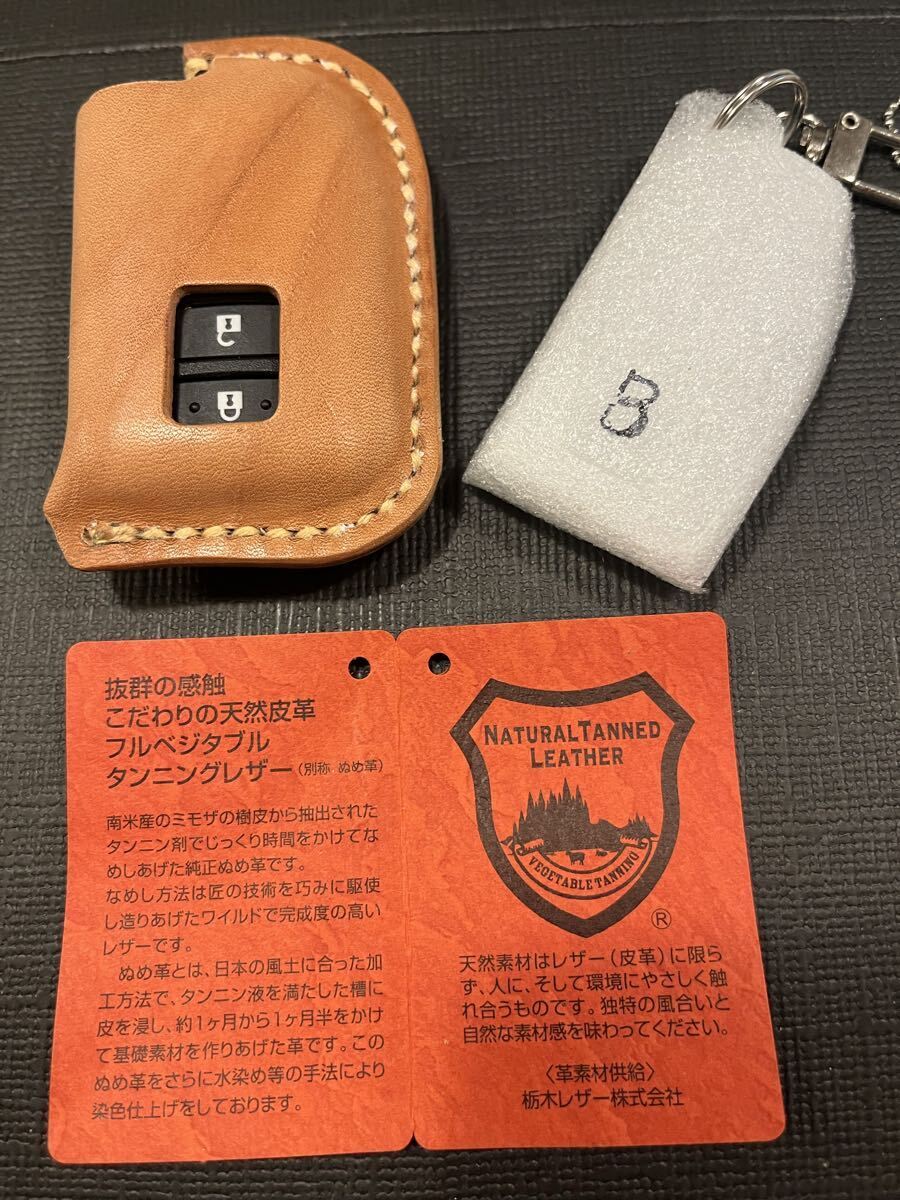 B
抜群の感触
こだわりの天然皮革
フルベジタブル
タンニングレザー（別称 ぬめ革）
南米産のミモザの樹皮から抽出された
タンニン剤でじっくり時間をかけてな
めしあげた純正ぬめ革です。
なめし方法は匠の技術を巧みに駆使
し造りあげたワイルドで完成度の高い
レザーです。
ぬめ革とは、日本の風土に合った加
工方法で、タンニン液を満たした槽に
皮を浸し、約1ヶ月から1ヶ月半をかけ
て基礎素材を作りあげた革です。この
ぬめ革をさらに水染め等の手法により
染色仕上げをしております。
NATURAL TANNED
LEATHER
VEGETABLE TANNING
®
天然素材はレザー（皮革）に限ら
ず、人に、そして環境にやさしく触
れ合うものです。独特の風合いと
自然な素材感を味わってください。
〈革素材供給〉
栃木レザー株式会社